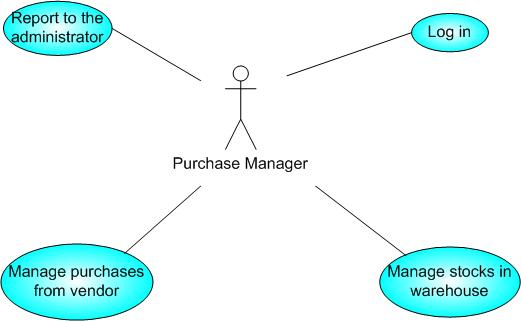 Report to the
administrator
Log in
Purchase Manager
Manage purchases
from vendor
Manage stocks in
warehouse